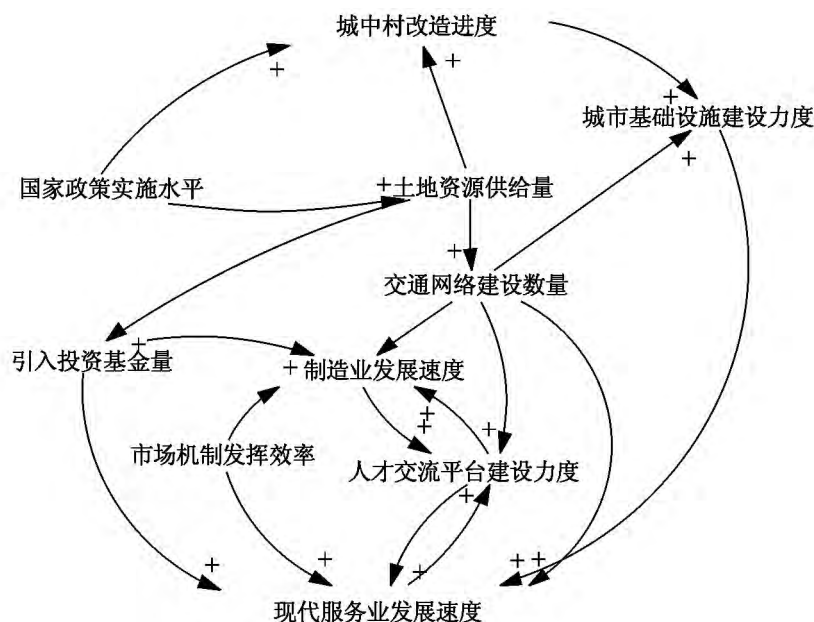 城中村改造进度
+
+
+
城市基础设施建设力度
+
国家政策实施水平
+土地资源供给量
+
交通网络建设数量
+
引入投资基金量
+制造业发展速度
+
+
+
市场机制发挥效率
人才交流平台建设力度
+
+
+
+
+ +
现代服务业发展速度